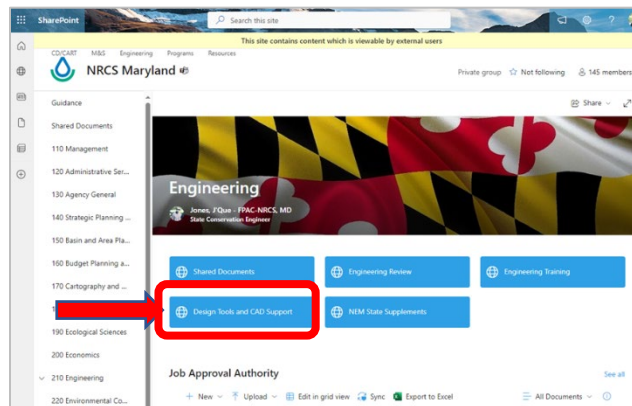 SharePoint
Search this site
This site contains content which is viewable by external users
CD/CART M&S Engineering Programs Resources
NRCS Maryland
Private group Not following 145 members
Guidance
Share
Shared Documents
110 Management
120 Administrative Ser...
130 Agency General
140 Strategic Planning ...
150 Basin and Area Pla...
160 Budget Planning a...
170 Cartography and ...
190 Ecological Sciences
200 Economics
210 Engineering
220 Environmental Co...
Engineering
Jones, J'Que - FPAC-NRCS, MD
State Conservation Engineer
Shared Documents
Engineering Review
Engineering Training
Design Tools and CAD Support
NEM State Supplements
Job Approval Authority
See all
New Upload Edit in grid view Sync Export to Excel All Documents